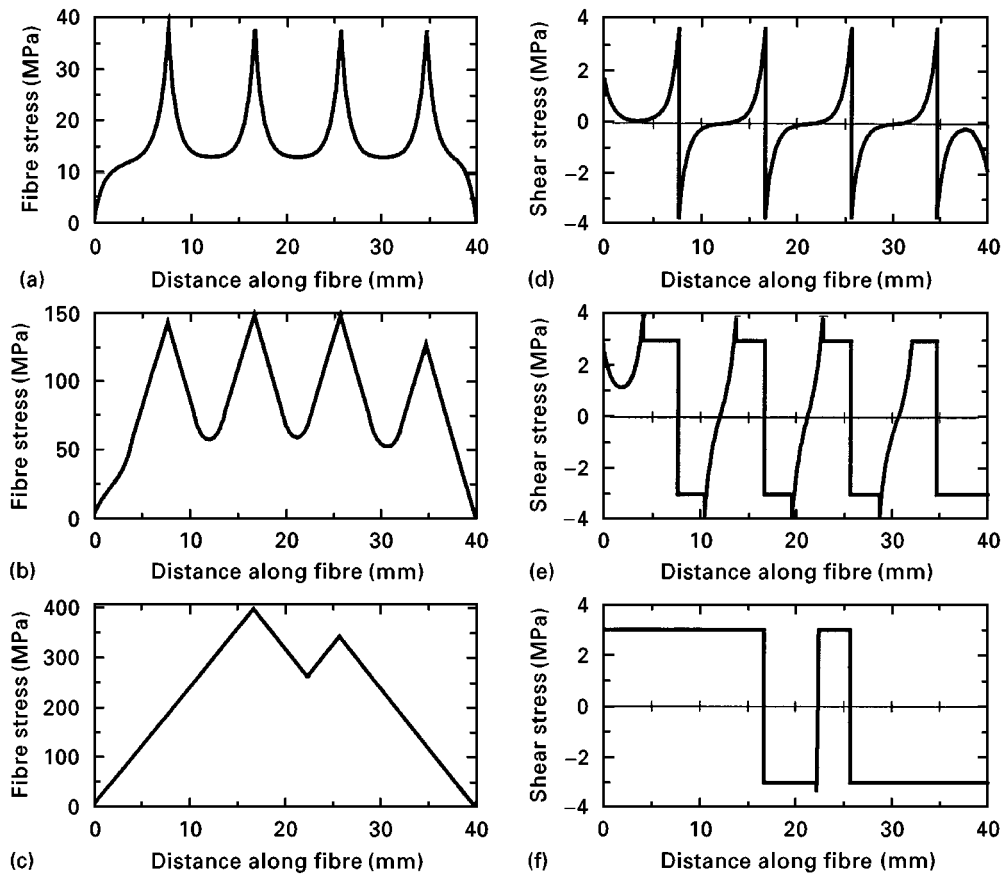 40
30
20
10
0
Fibre stress (MPa)
0 10 20 30 40
(a) Distance along fibre (mm)
4
2
0
−2
−4
Shear stress (MPa)
0 10 20 30 40
(d) Distance along fibre (mm)
150
100
50
0
Fibre stress (MPa)
0 10 20 30 40
(b) Distance along fibre (mm)
4
2
0
−2
−4
Shear stress (MPa)
0 10 20 30 40
(e) Distance along fibre (mm)
400
300
200
100
0
Fibre stress (MPa)
0 10 20 30 40
(c) Distance along fibre (mm)
4
2
0
−2
−4
Shear stress (MPa)
0 10 20 30 40
(f) Distance along fibre (mm)